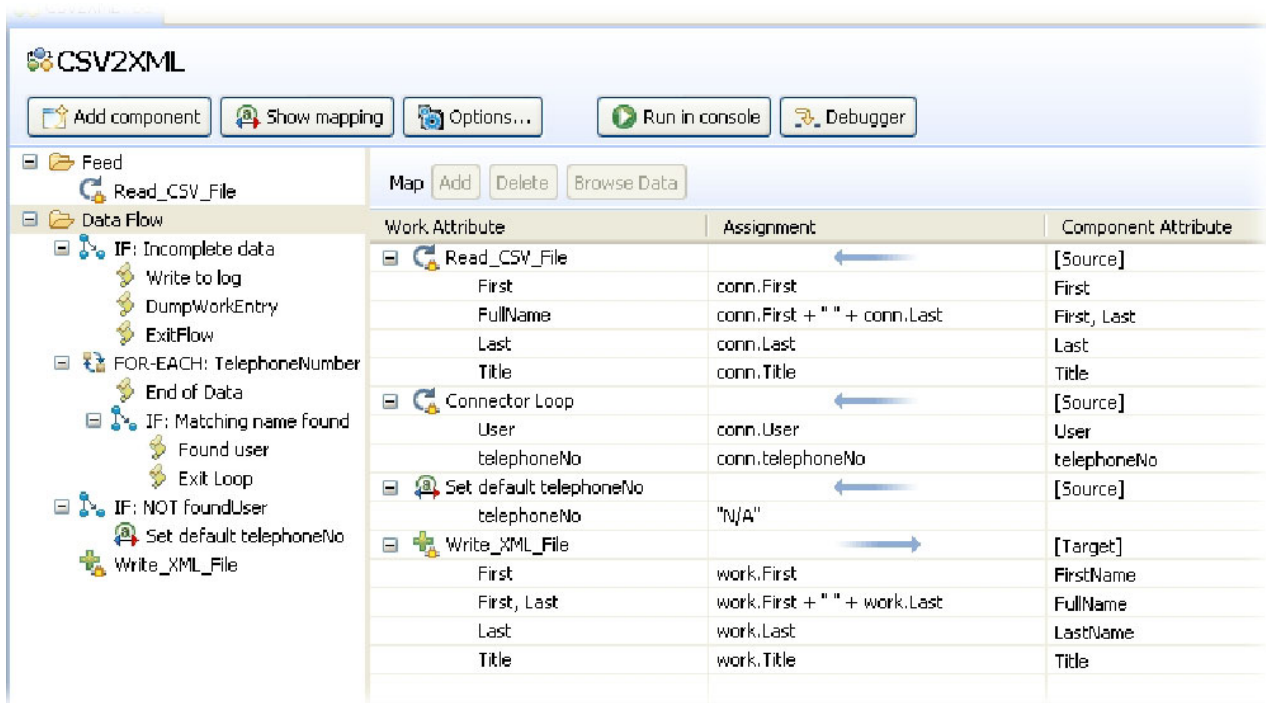 CSV2XML
Add component Show mapping Options... Run in console Debugger
Feed
Read_CSV_File
Data Flow
IF: Incomplete data
Write to log
DumpWorkEntry
ExitFlow
FOR-EACH: TelephoneNumber
End of Data
IF: Matching name found
Found user
Exit Loop
IF: NOT foundUser
Set default telephoneNo
Write_XML_File
Map Add Delete Browse Data
Work Attribute Assignment Component Attribute
Read_CSV_File [Source]
First conn.First First
FullName conn.First + " " + conn.Last First, Last
Last conn.Last Last
Title conn.Title Title
Connector Loop [Source]
User conn.User User
telephoneNo conn.telephoneNo telephoneNo
Set default telephoneNo [Source]
telephoneNo "N/A"
Write_XML_File [Target]
First work.First FirstName
First, Last work.First + " " + work.Last FullName
Last work.Last LastName
Title work.Title Title